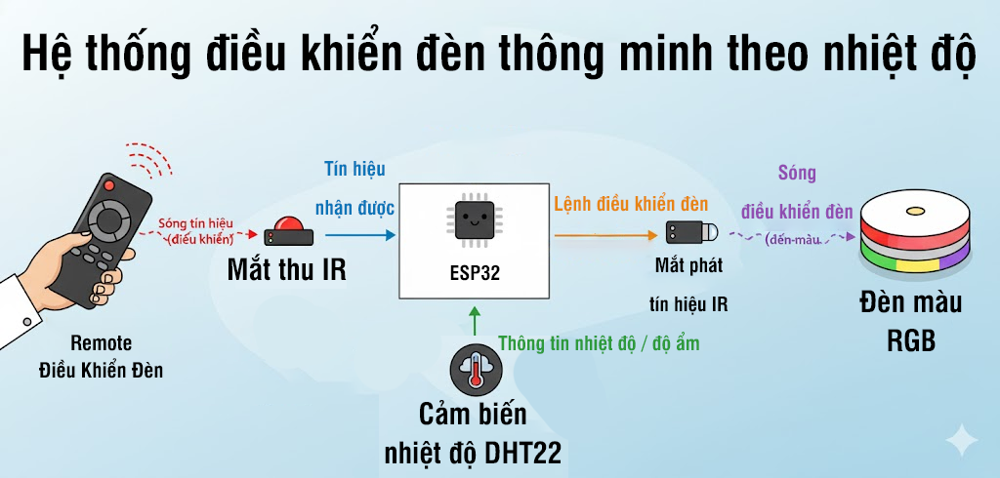 Hệ thống điều khiển đèn thông minh theo nhiệt độ
Sóng tín hiệu
(điều khiển)
Mắt thu IR
Remote
Điều Khiển Đèn
Tín hiệu
nhận được
ESP32
Thông tin nhiệt độ / độ ẩm
Cảm biến
nhiệt độ DHT22
Lệnh điều khiển đèn
Mắt phát
tín hiệu IR
Sóng
điều khiển đèn
(đến màu)
Đèn màu
RGB